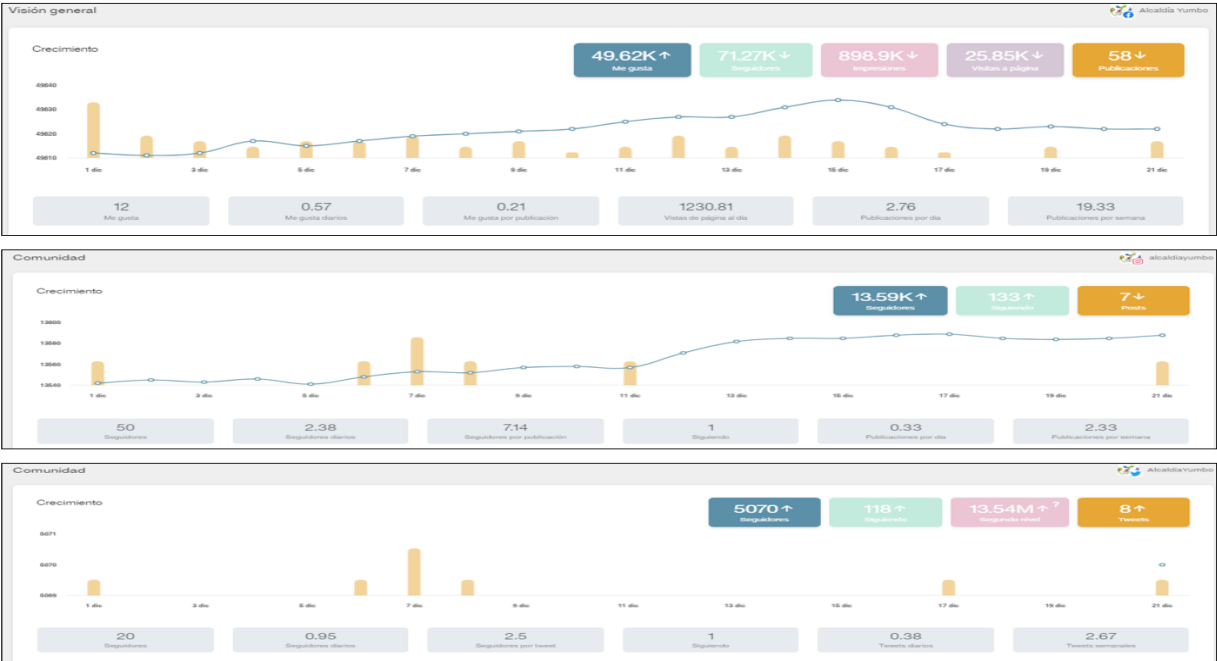 Visión general
Alcaldía Yumbo
Crecimiento
49.62K↑ 71.27K↓ 898.9K↓ 25.85K↓ 58↓
Me gusta Seguidores Impresiones Visitas a página Publicaciones
49840
49830
49820
49810
1 dic 3 dic 5 dic 7 dic 9 dic 11 dic 13 dic 15 dic 17 dic 19 dic 21 dic
12 0.57 0.21 1230.81 2.76 19.33
Me gusta Me gusta diarios Me gusta por publicación Vistas de página al día Publicaciones por día Publicaciones por semana
Comunidad
alcaldiayumbo
Crecimiento
13.59K↑ 133↑ 7↓
Seguidores Siguiendo Posts
13600
13580
13560
13540
1 dic 3 dic 5 dic 7 dic 9 dic 11 dic 13 dic 15 dic 17 dic 19 dic 21 dic
50 2.38 7.14 1 0.33 2.33
Seguidores Seguidores diarios Seguidores por publicación Siguiendo Publicaciones por día Publicaciones por semana
Comunidad
AlcaldiaYumbo
Crecimiento
5070↑ 118↑ 13.54M↑? 8↑
Seguidores Siguiendo Segundo nivel Tweets
5071
5070
5069
1 dic 3 dic 5 dic 7 dic 9 dic 11 dic 13 dic 15 dic 17 dic 19 dic 21 dic
20 0.95 2.5 1 0.38 2.67
Seguidores Seguidores diarios Seguidores por tweet Siguiendo Tweets diarios Tweets semanales